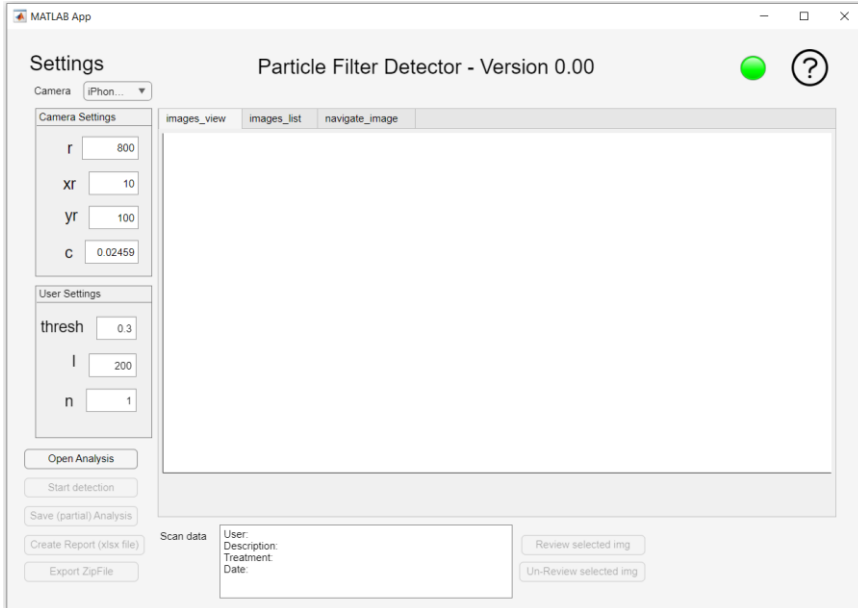 MATLAB App
Settings
Particle Filter Detector - Version 0.00
?
Camera iPhon...
Camera Settings
r 800
xr 10
yr 100
c 0.02459
User Settings
thresh 0.3
l 200
n 1
Open Analysis
Start detection
Save (partial) Analysis
Create Report (xlsx file)
Export ZipFile
images_view images_list navigate_image
Scan data
User:
Description:
Treatment:
Date:
Review selected img
Un-Review selected img